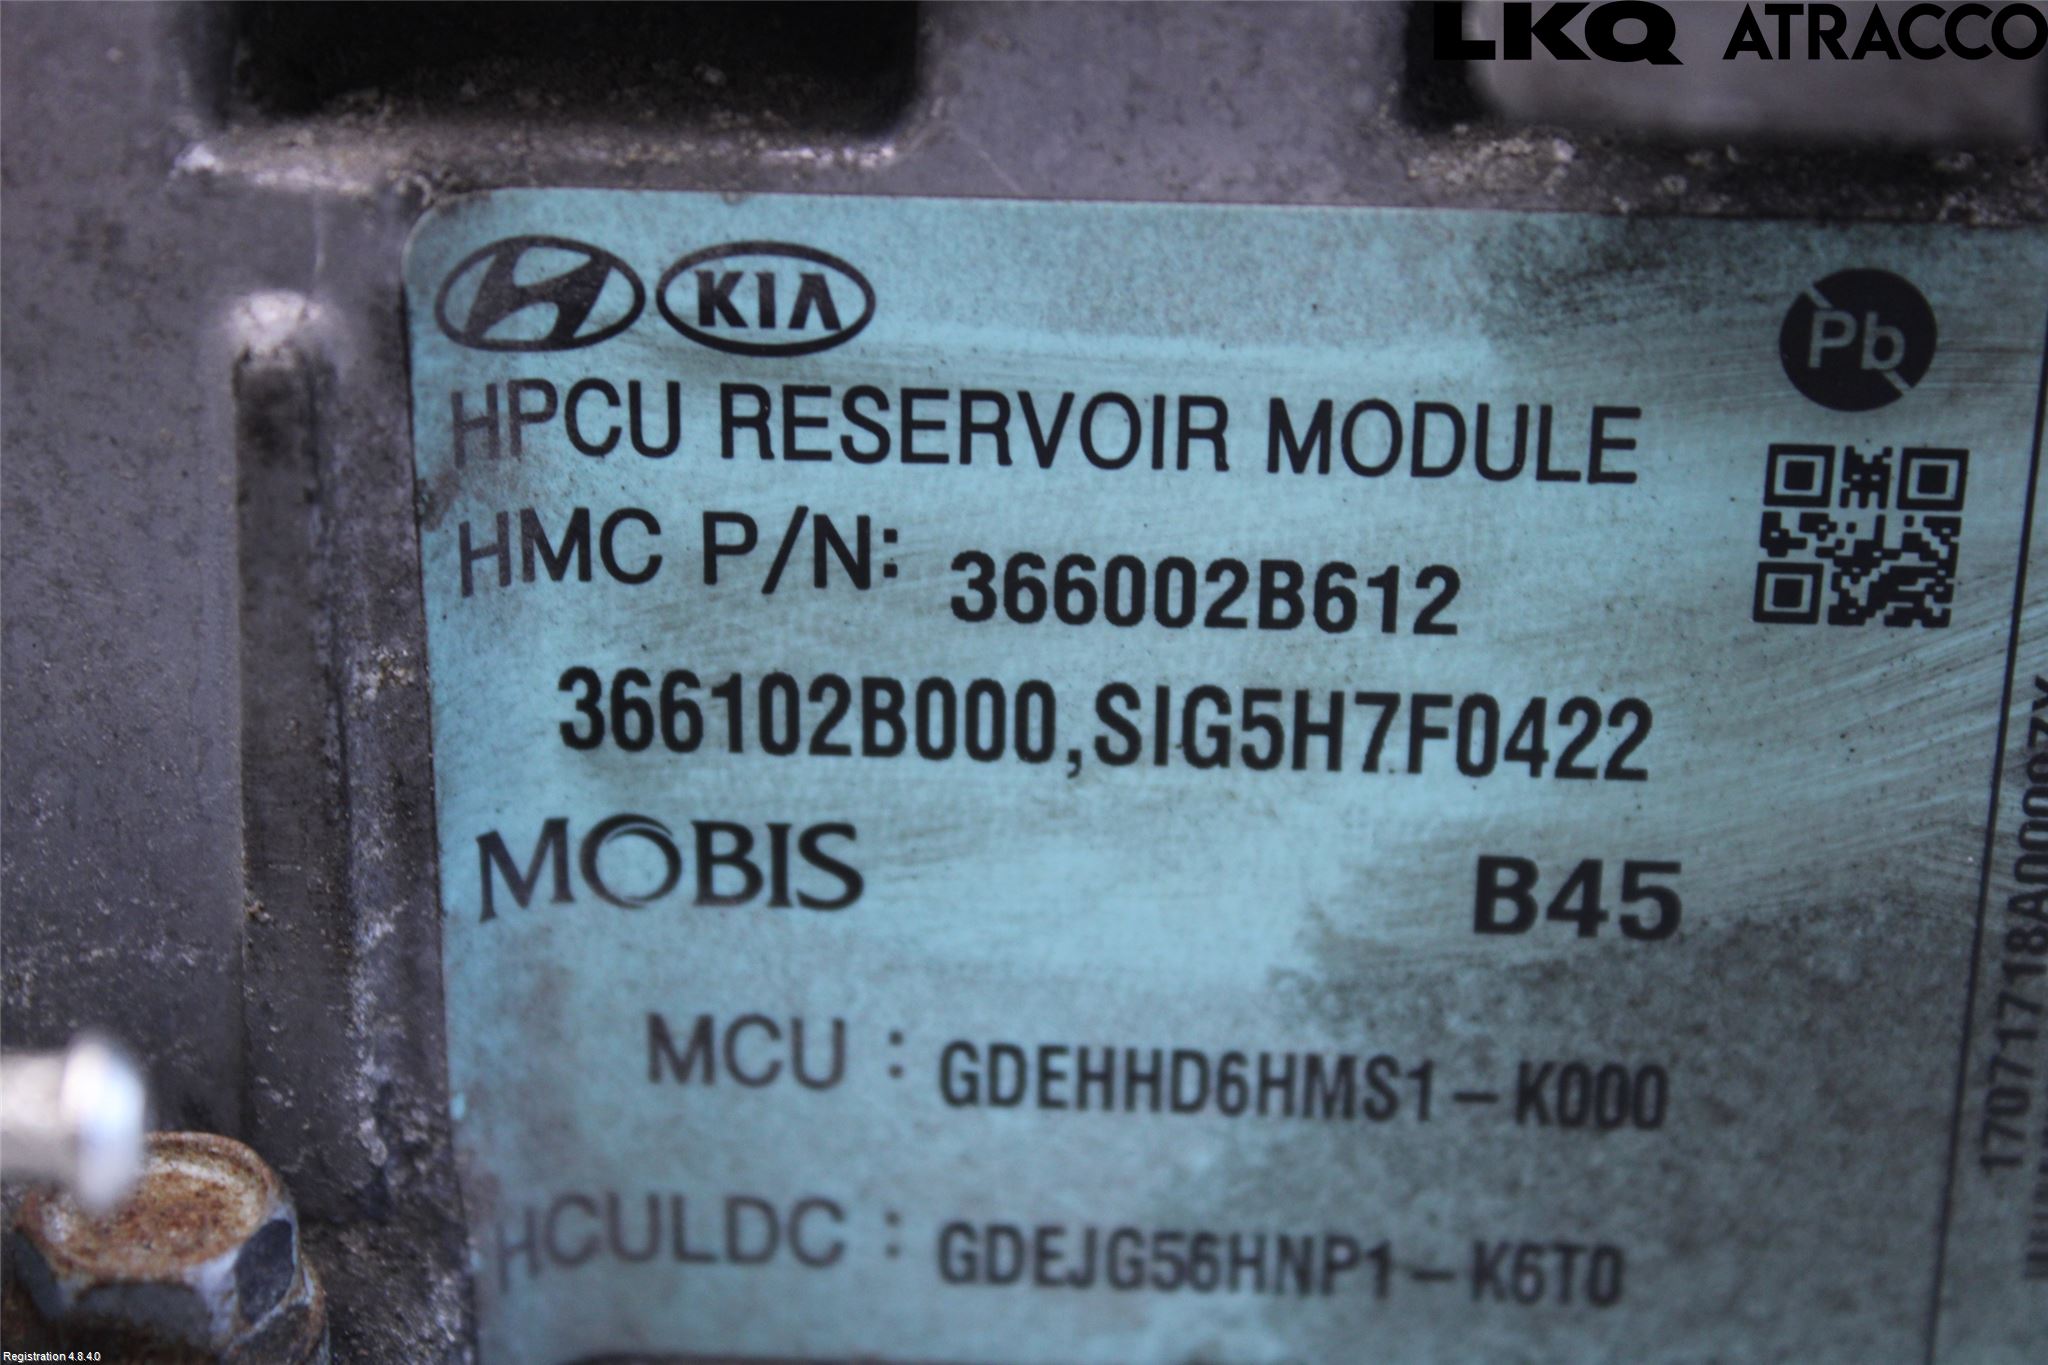 LKQ ATRACCO
KIA
Pb
HPCU RESERVOIR MODULE
HMC P/N: 366002B612
366102B000,SIG5H7F0422
MOBIS
B45
MCU : GDEHHD6HMS1-K000
HCULDC : GDEJG56HNP1-K6T0
170717
Registration 4.8.4.0